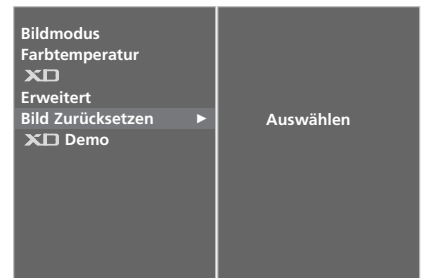 Bildmodus
Farbtemperatur
XD
Erweitert
Bild Zurücksetzen ►
Auswählen
XD Demo